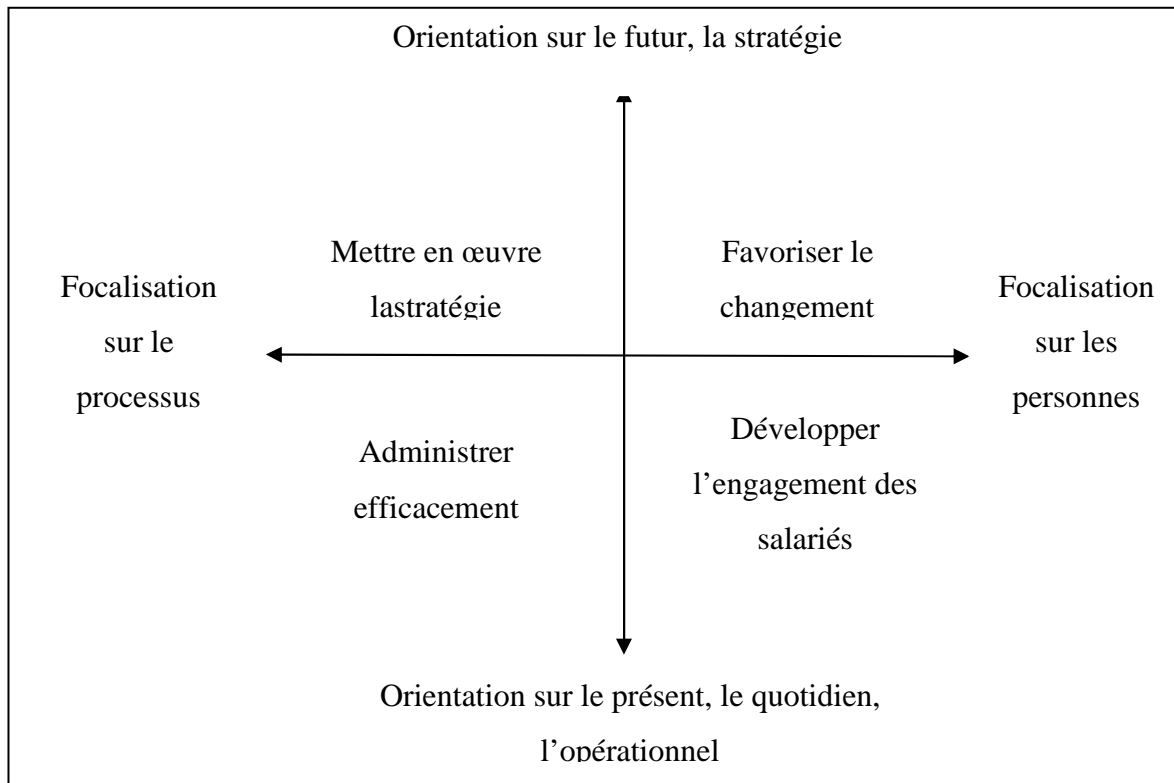 Orientation sur le futur, la stratégie
Mettre en œuvre
lastratégie
Favoriser le
changement
Focalisation
sur le
processus
Focalisation
sur les
personnes
Administrer
efficacement
Développer
l’engagement des
salariés
Orientation sur le présent, le quotidien,
l’opérationnel